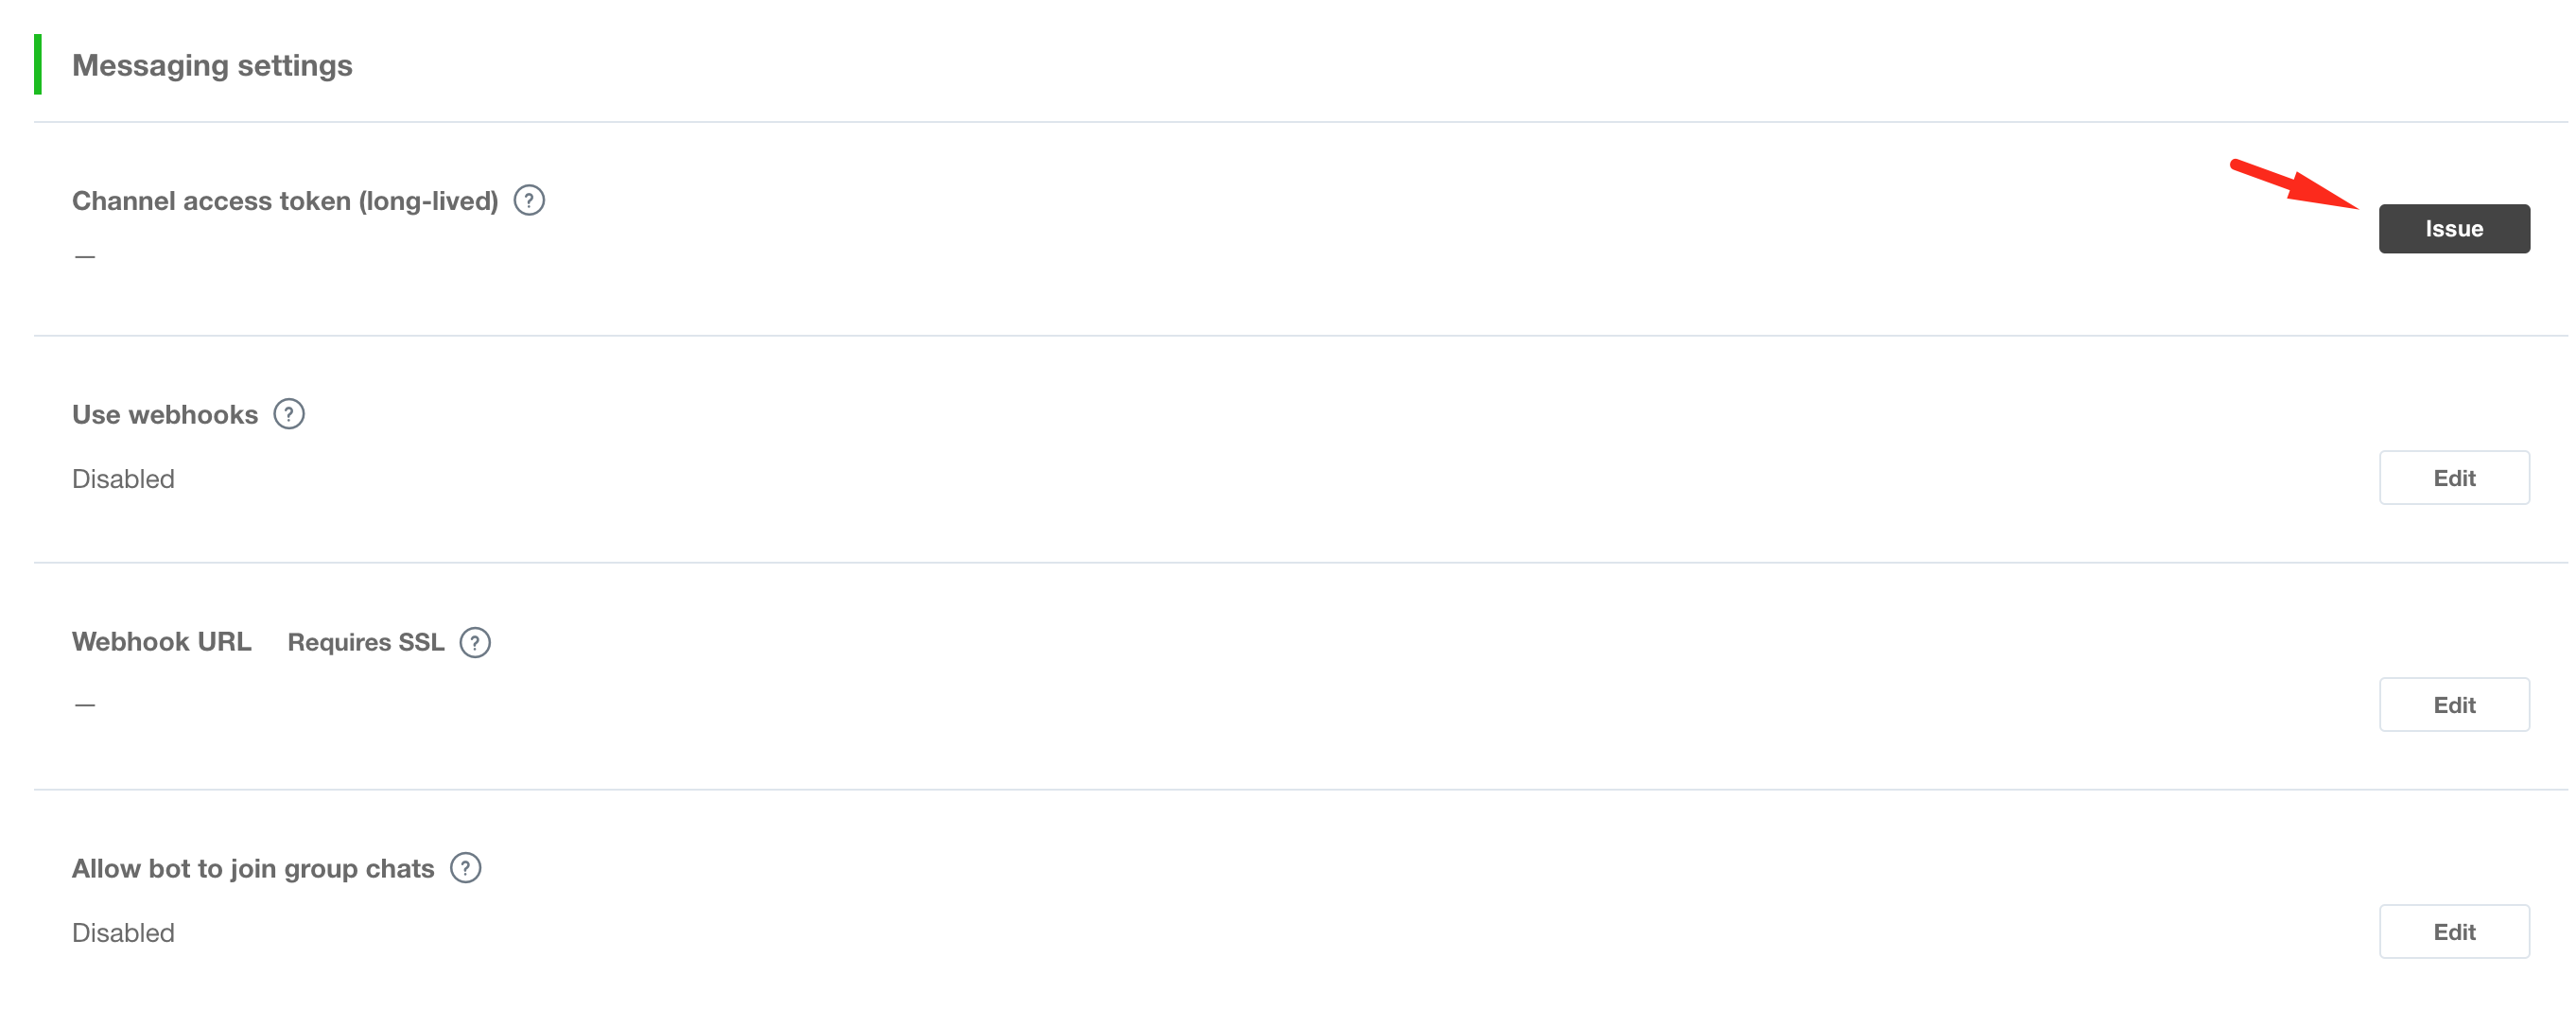 Messaging settings
Channel access token (long-lived) ?
Issue
—
Use webhooks ?
Disabled
Edit
Webhook URL Requires SSL ?
—
Edit
Allow bot to join group chats ?
Disabled
Edit